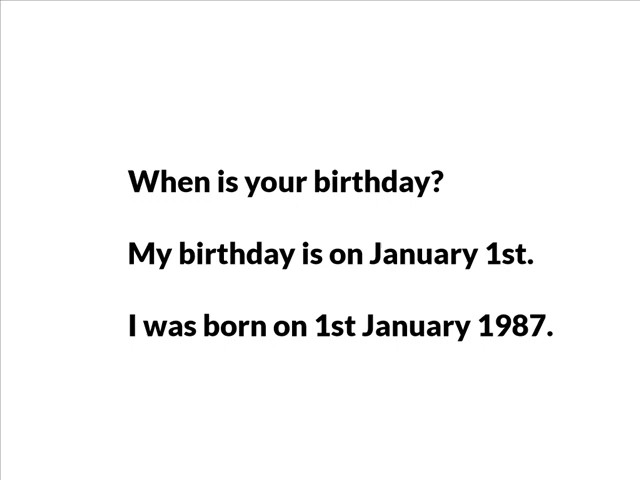 When is your birthday?
My birthday is on January 1st.
I was born on 1st January 1987.